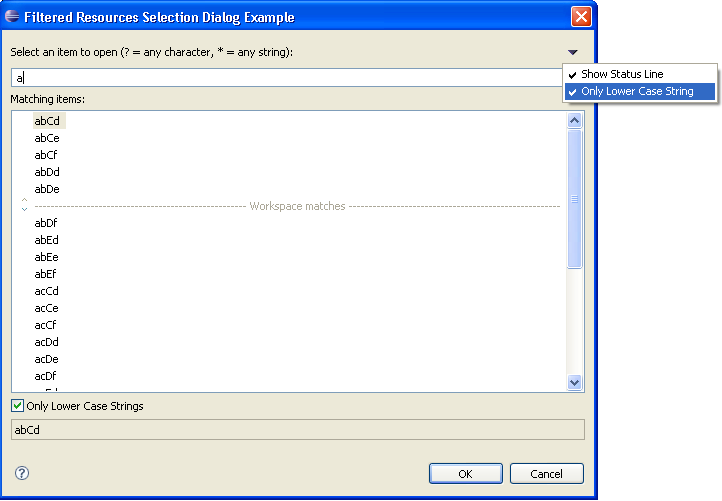 Filtered Resources Selection Dialog Example
Select an item to open (? = any character, * = any string):
a
Show Status Line
Only Lower Case String
Matching items:
abCd
abCe
abCf
abDd
abDe
Workspace matches
abDf
abEd
abEe
abEf
acCd
acCe
acCf
acDd
acDe
acDf
Only Lower Case Strings
abCd
?
OK
Cancel